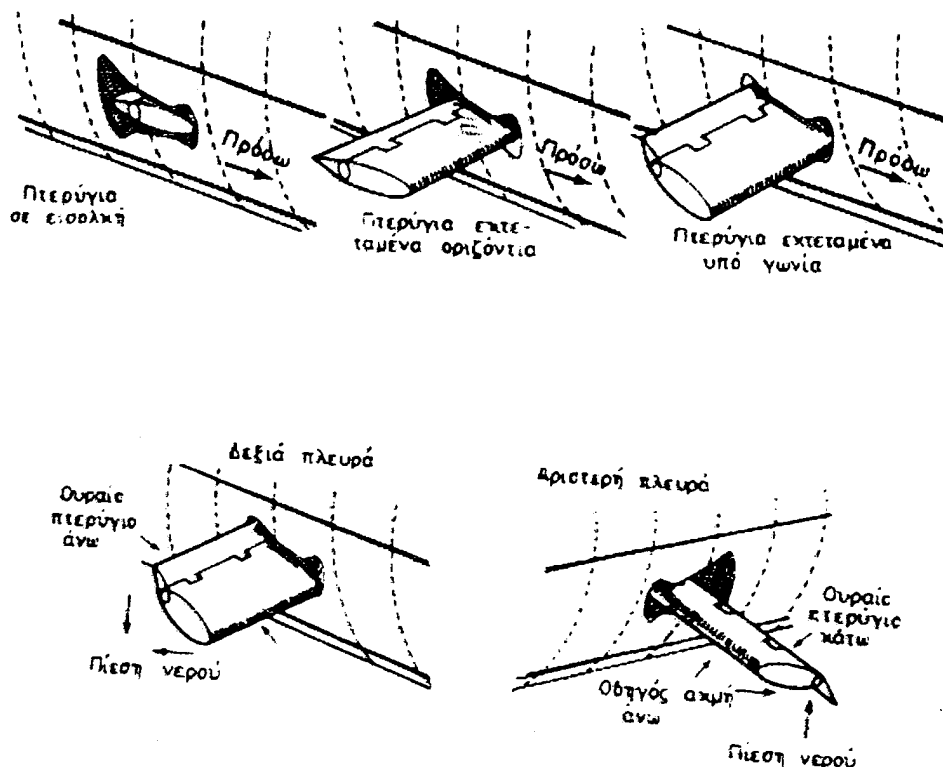 Πρόσω
Πτερύγια
σε εισολκή
Πρόσω
Πτερύγια εκτε-
ταμένα οριζόντια
Πρόσω
Πτερύγια εκτεταμένα
υπό γωνία
Δεξιά πλευρά
Ουραίο
πτερύγιο
άνω
Πίεση νερού
Αριστερή πλευρά
Ουραίο
πτερύγιο
κάτω
Οδηγός ακμή
άνω
Πίεση νερού